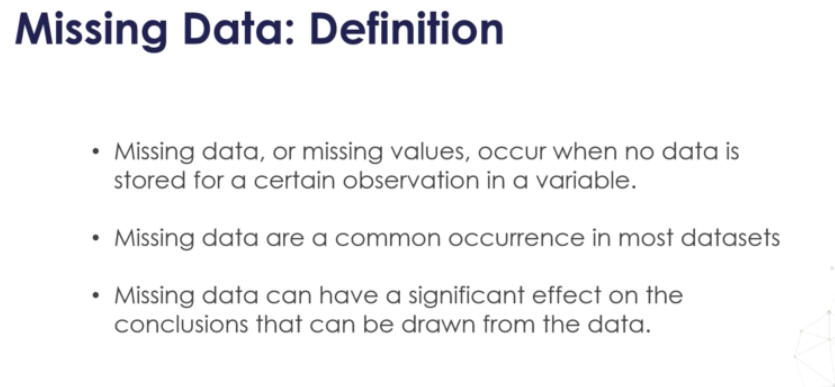 Missing Data: Definition
• Missing data, or missing values, occur when no data is
stored for a certain observation in a variable.
• Missing data are a common occurrence in most datasets
• Missing data can have a significant effect on the
conclusions that can be drawn from the data.